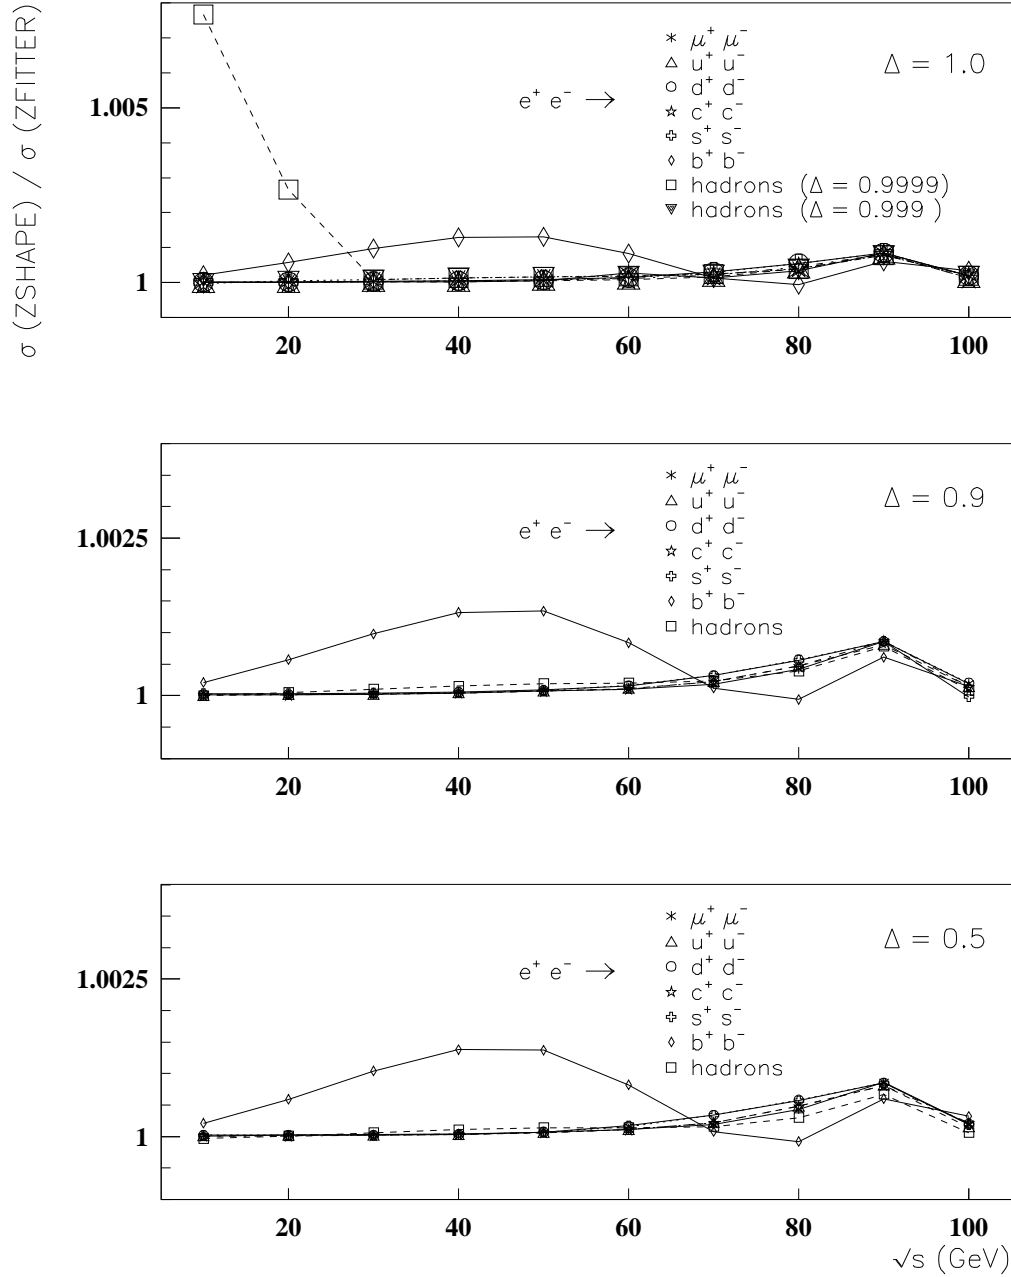 σ (ZSHAPE) / σ (ZFITTER)
μ⁺ μ⁻
u⁺ u⁻
Δ = 1.0
d⁺ d⁻
e⁺ e⁻ →
1.005
c⁺ c⁻
s⁺ s⁻
b⁺ b⁻
hadrons (Δ = 0.9999)
hadrons (Δ = 0.999 )
1
20 40 60 80 100
μ⁺ μ⁻
u⁺ u⁻
Δ = 0.9
d⁺ d⁻
e⁺ e⁻ →
1.0025
c⁺ c⁻
s⁺ s⁻
b⁺ b⁻
hadrons
1
20 40 60 80 100
μ⁺ μ⁻
u⁺ u⁻
Δ = 0.5
d⁺ d⁻
e⁺ e⁻ →
1.0025
c⁺ c⁻
s⁺ s⁻
b⁺ b⁻
hadrons
1
20 40 60 80 100
√s (GeV)